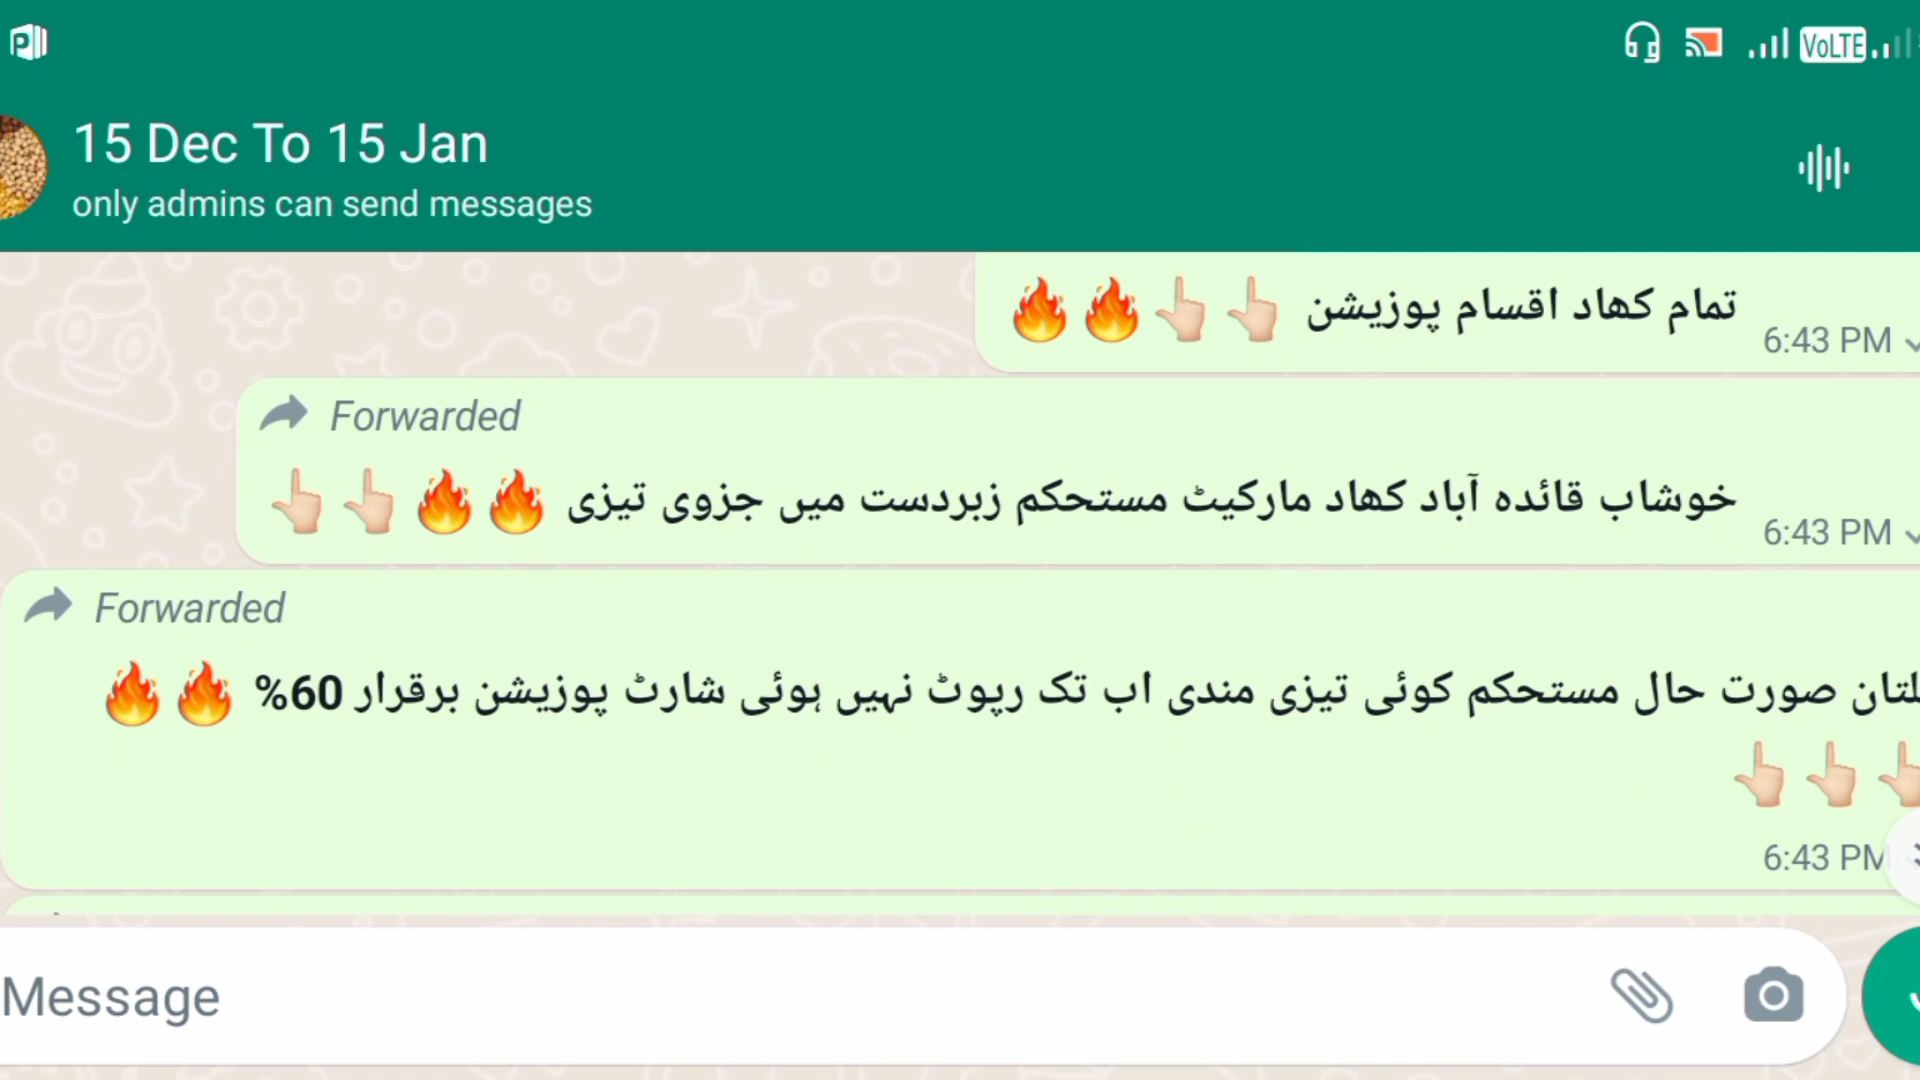 VoLTE
15 Dec To 15 Jan
only admins can send messages
تمام کھاد اقسام پوزیشن 👆🏻👆🏻🔥🔥
6:43 PM
Forwarded
خوشاب قائدہ آباد کھاد مارکیٹ مستحکم زبردست میں جزوی تیزی 🔥🔥👆🏻👆🏻
6:43 PM
Forwarded
صورت حال مستحکم کوئی تیزی مندی اب تک رپوٹ نہیں ہوئی شارٹ پوزیشن برقرار 60% 🔥🔥
👆🏻👆🏻👆🏻
6:43 PM
Message